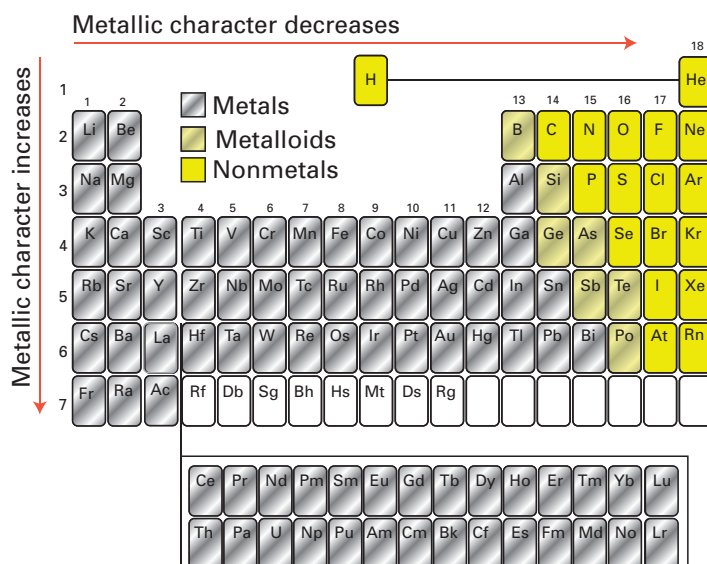 Metallic character decreases
Metallic character increases
18
1 H He
1 2 Metals 13 14 15 16 17
2 Li Be Metalloids B C N O F Ne
Nonmetals
3 Na Mg Al Si P S Cl Ar
3 4 5 6 7 8 9 10 11 12
4 K Ca Sc Ti V Cr Mn Fe Co Ni Cu Zn Ga Ge As Se Br Kr
5 Rb Sr Y Zr Nb Mo Tc Ru Rh Pd Ag Cd In Sn Sb Te I Xe
6 Cs Ba La Hf Ta W Re Os Ir Pt Au Hg Tl Pb Bi Po At Rn
7 Fr Ra Ac Rf Db Sg Bh Hs Mt Ds Rg
Ce Pr Nd Pm Sm Eu Gd Tb Dy Ho Er Tm Yb Lu
Th Pa U Np Pu Am Cm Bk Cf Es Fm Md No Lr